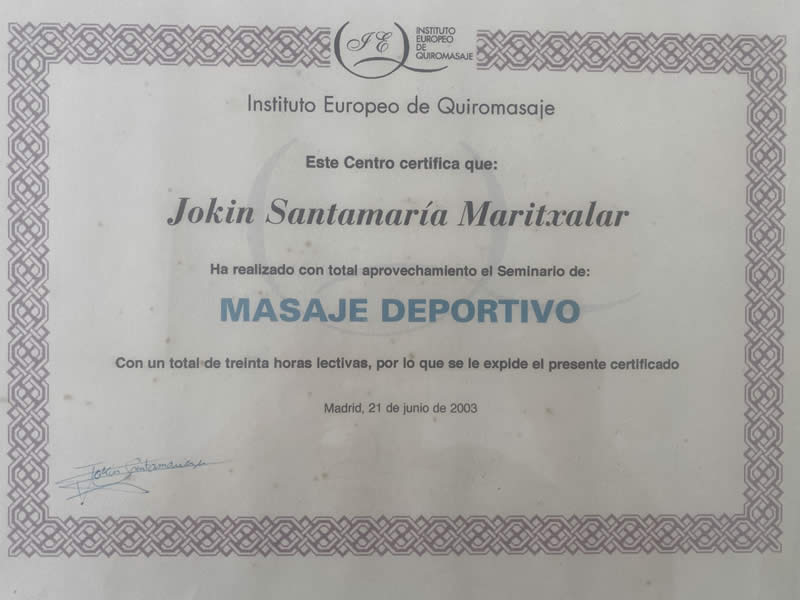 I E
INSTITUTO
EUROPEO
DE
QUIROMASAJE
Instituto Europeo de Quiromasaje
Este Centro certifica que:
Jokin Santamaría Maritxalar
Ha realizado con total aprovechamiento el Seminario de:
MASAJE DEPORTIVO
Con un total de treinta horas lectivas, por lo que se le expide el presente certificado
Madrid, 21 de junio de 2003
Jokin Santamaria